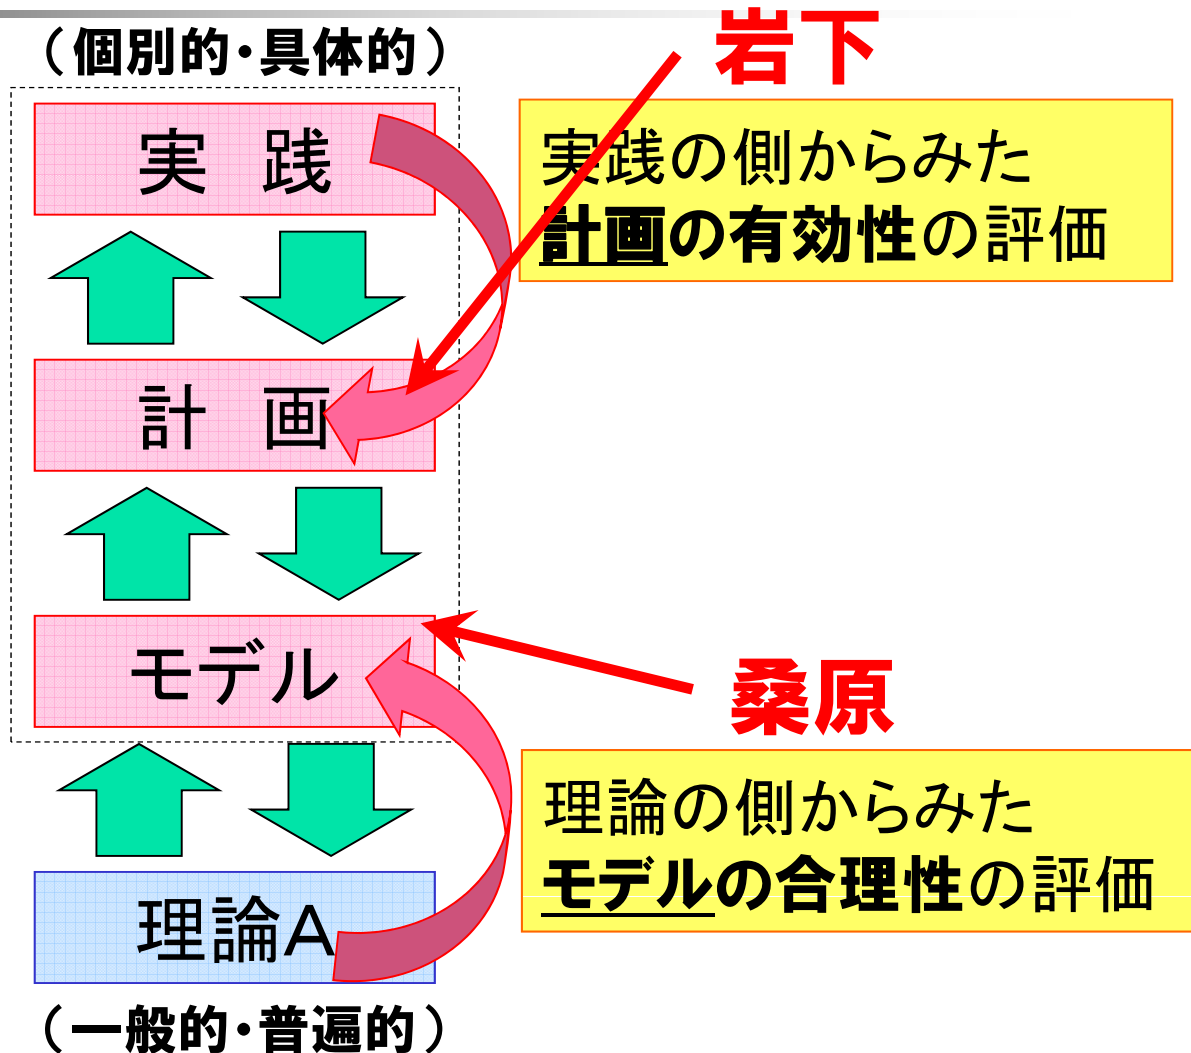 （個別的・具体的）
岩下
実　践
実践の側からみた
計画の有効性の評価
計　画
モデル
桑原
理論の側からみた
モデルの合理性の評価
理論A
（一般的・普遍的）